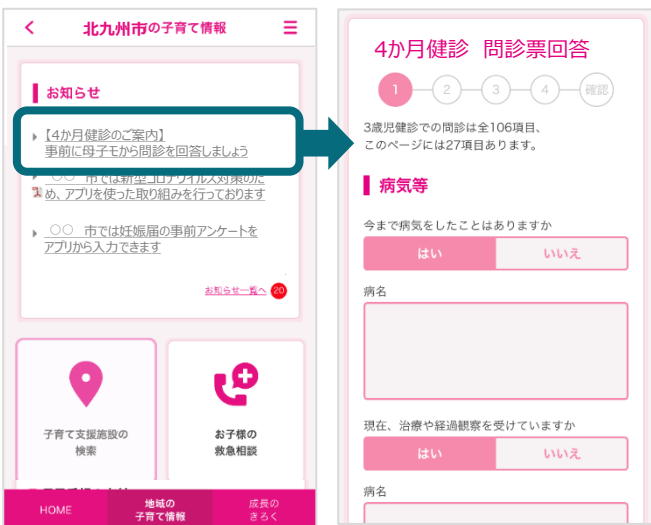 北九州市の子育て情報
お知らせ
【4か月健診のご案内】
事前に母子モから問診を回答しましょう
○○ 市では新型コロナウイルス対策のた
め、アプリを使った取り組みを行っております
○○ 市では妊娠届の事前アンケートを
アプリから入力できます
お知らせ一覧へ 20
子育て支援施設の
検索
お子様の
救急相談
HOME
地域の
子育て情報
成長の
きろく
4か月健診 問診票回答
1 2 3 4 確認
3歳児健診での問診は全106項目、
このページには27項目あります。
病気等
今まで病気をしたことはありますか
はい いいえ
病名
現在、治療や経過観察を受けていますか
はい いいえ
病名